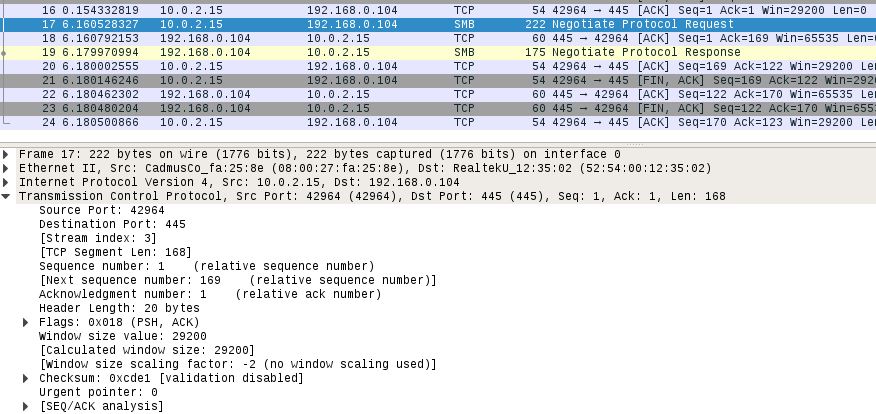 16 0.154332819 10.0.2.15 192.168.0.104 TCP 54 42964 → 445 [ACK] Seq=1 Ack=1 Win=29200 Len=0
17 6.160528327 10.0.2.15 192.168.0.104 SMB 222 Negotiate Protocol Request
18 6.160792153 192.168.0.104 10.0.2.15 TCP 60 445 → 42964 [ACK] Seq=1 Ack=169 Win=65535 Len=0
19 6.179970994 192.168.0.104 10.0.2.15 SMB 175 Negotiate Protocol Response
20 6.180002555 10.0.2.15 192.168.0.104 TCP 54 42964 → 445 [ACK] Seq=169 Ack=122 Win=29200 Len
21 6.180146246 10.0.2.15 192.168.0.104 TCP 54 42964 → 445 [FIN, ACK] Seq=169 Ack=122 Win=292
22 6.180462302 192.168.0.104 10.0.2.15 TCP 60 445 → 42964 [ACK] Seq=122 Ack=170 Win=65535 Len
23 6.180480204 192.168.0.104 10.0.2.15 TCP 60 445 → 42964 [FIN, ACK] Seq=122 Ack=170 Win=655
24 6.180500866 10.0.2.15 192.168.0.104 TCP 54 42964 → 445 [ACK] Seq=170 Ack=123 Win=29200 Len
Frame 17: 222 bytes on wire (1776 bits), 222 bytes captured (1776 bits) on interface 0
Ethernet II, Src: CadmusCo_fa:25:8e (08:00:27:fa:25:8e), Dst: RealtekU_12:35:02 (52:54:00:12:35:02)
Internet Protocol Version 4, Src: 10.0.2.15, Dst: 192.168.0.104
Transmission Control Protocol, Src Port: 42964 (42964), Dst Port: 445 (445), Seq: 1, Ack: 1, Len: 168
Source Port: 42964
Destination Port: 445
[Stream index: 3]
[TCP Segment Len: 168]
Sequence number: 1 (relative sequence number)
[Next sequence number: 169 (relative sequence number)]
Acknowledgment number: 1 (relative ack number)
Header Length: 20 bytes
Flags: 0x018 (PSH, ACK)
Window size value: 29200
[Calculated window size: 29200]
[Window size scaling factor: -2 (no window scaling used)]
Checksum: 0xcde1 [validation disabled]
Urgent pointer: 0
[SEQ/ACK analysis]